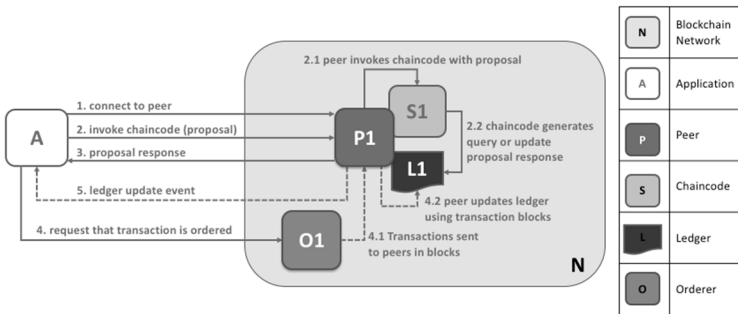 2.1 peer invokes chaincode with proposal
1. connect to peer
2. invoke chaincode (proposal)
3. proposal response
5. ledger update event
4. request that transaction is ordered
A
P1
S1
L1
O1
2.2 chaincode generates
query or update
proposal response
4.2 peer updates ledger
using transaction blocks
4.1 Transactions sent
to peers in blocks
N
N
Blockchain
Network
A
Application
P
Peer
S
Chaincode
L
Ledger
O
Orderer